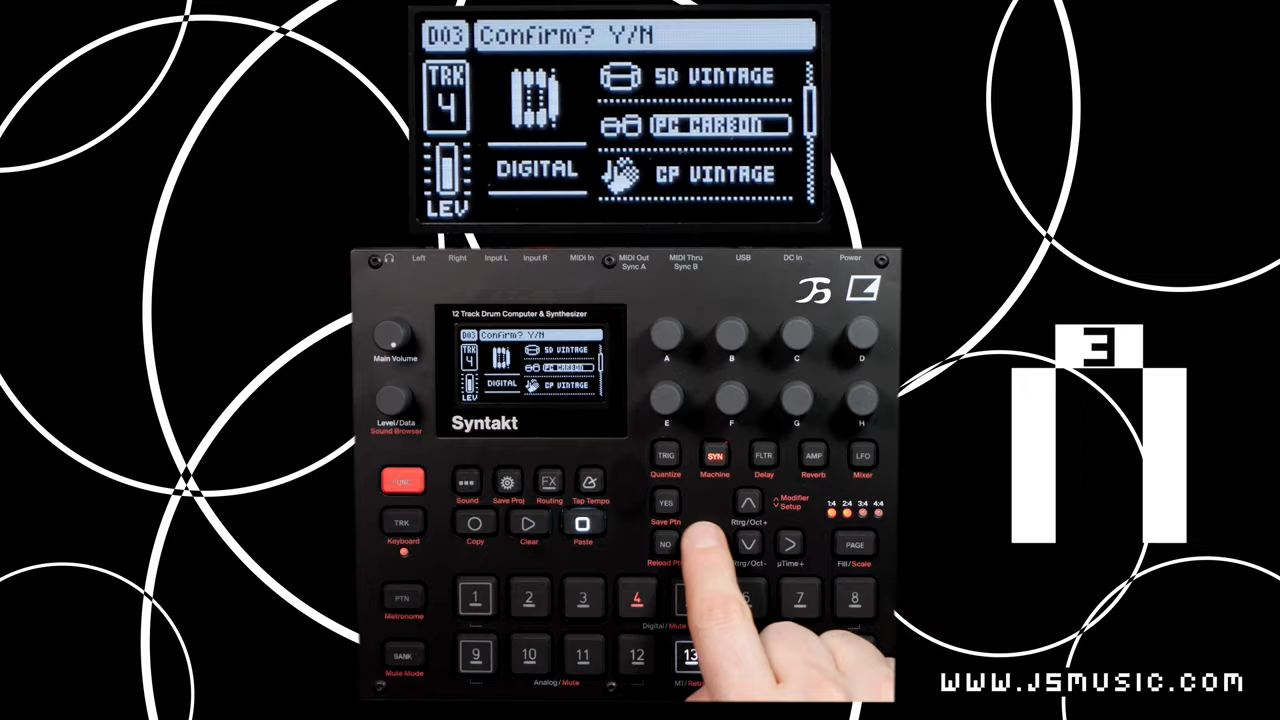 D03 Confirm? Y/N
TRK
4
LEV
DIGITAL
SD VINTAGE
PC CARBON
CP VINTAGE
Left Right Input L Input R MIDI In MIDI Out MIDI Thru USB DC In Power
Sync A Sync B
JS
12 Track Drum Computer & Synthesizer
D03 Confirm? Y/N
TRK
4
LEV
DIGITAL
SD VINTAGE
PC CARBON
CP VINTAGE
Syntakt
Main Volume
Level/Data
Sound Browser
A B C D
E F G H
TRIG SYN FLTR AMP LFO
Quantize Machine Delay Reverb Mixer
FUNC FX
Sound Save Proj Routing Tap Tempo
YES
Save Ptn Rtrg/Oct+
Modifier
Setup
1:4 2:4 3:4 4:4
TRK
Keyboard
Copy Clear Paste
NO PAGE
µTime+ Fill/Scale
PTN
Metronome
1 2 3 4 6 7 8
Digital/Mute
BANK
Mute Mode
9 10 11 12 13
Analog/Mute
3
www.jsmusic.com